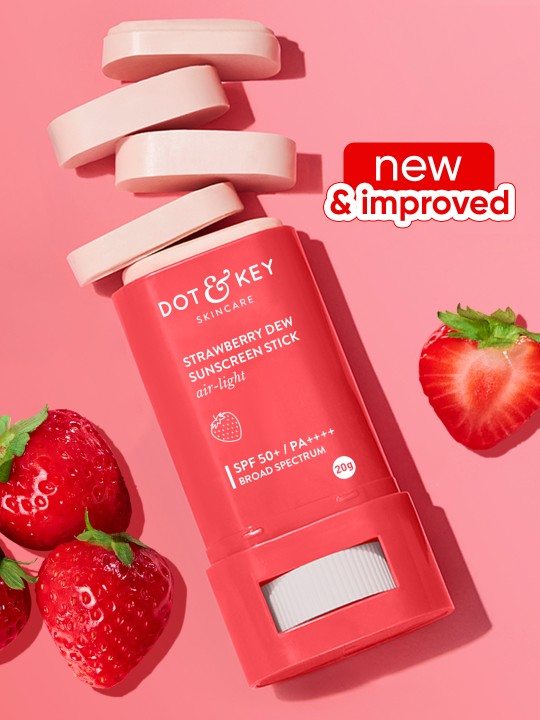 new
& improved
DOT & KEY
SKINCARE
STRAWBERRY DEW
SUNSCREEN STICK
air-light
SPF 50+ / PA++++
BROAD SPECTRUM
20g